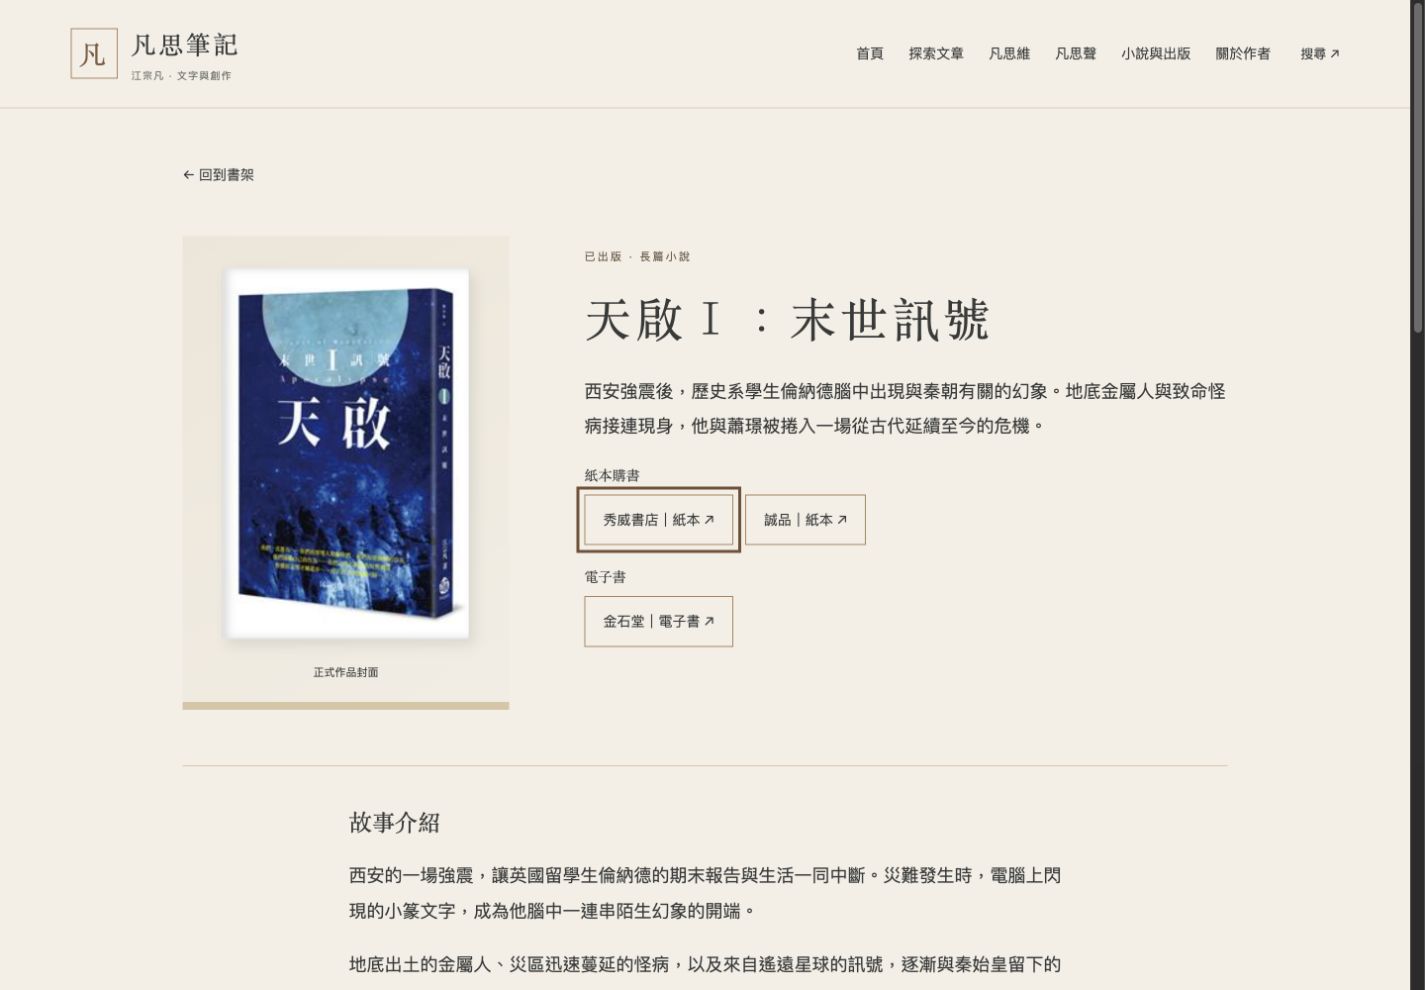 凡
凡思筆記
江宗凡 · 文字與創作
首頁 探索文章 凡思維 凡思聲 小說與出版 關於作者 搜尋 ↗
← 回到書架
末世 I 訊號
Apocalypse
天啟
天啟 I 末世訊號
正式作品封面
已出版 · 長篇小說
天啟 I ：末世訊號
西安強震後，歷史系學生倫納德腦中出現與秦朝有關的幻象。地底金屬人與致命怪
病接連現身，他與蕭璟被捲入一場從古代延續至今的危機。
紙本購書
秀威書店｜紙本 ↗
誠品｜紙本 ↗
電子書
金石堂｜電子書 ↗
故事介紹
西安的一場強震，讓英國留學生倫納德的期末報告與生活一同中斷。災難發生時，電腦上閃
現的小篆文字，成為他腦中一連串陌生幻象的開端。
地底出土的金屬人、災區迅速蔓延的怪病，以及來自遙遠星球的訊號，逐漸與秦始皇留下的